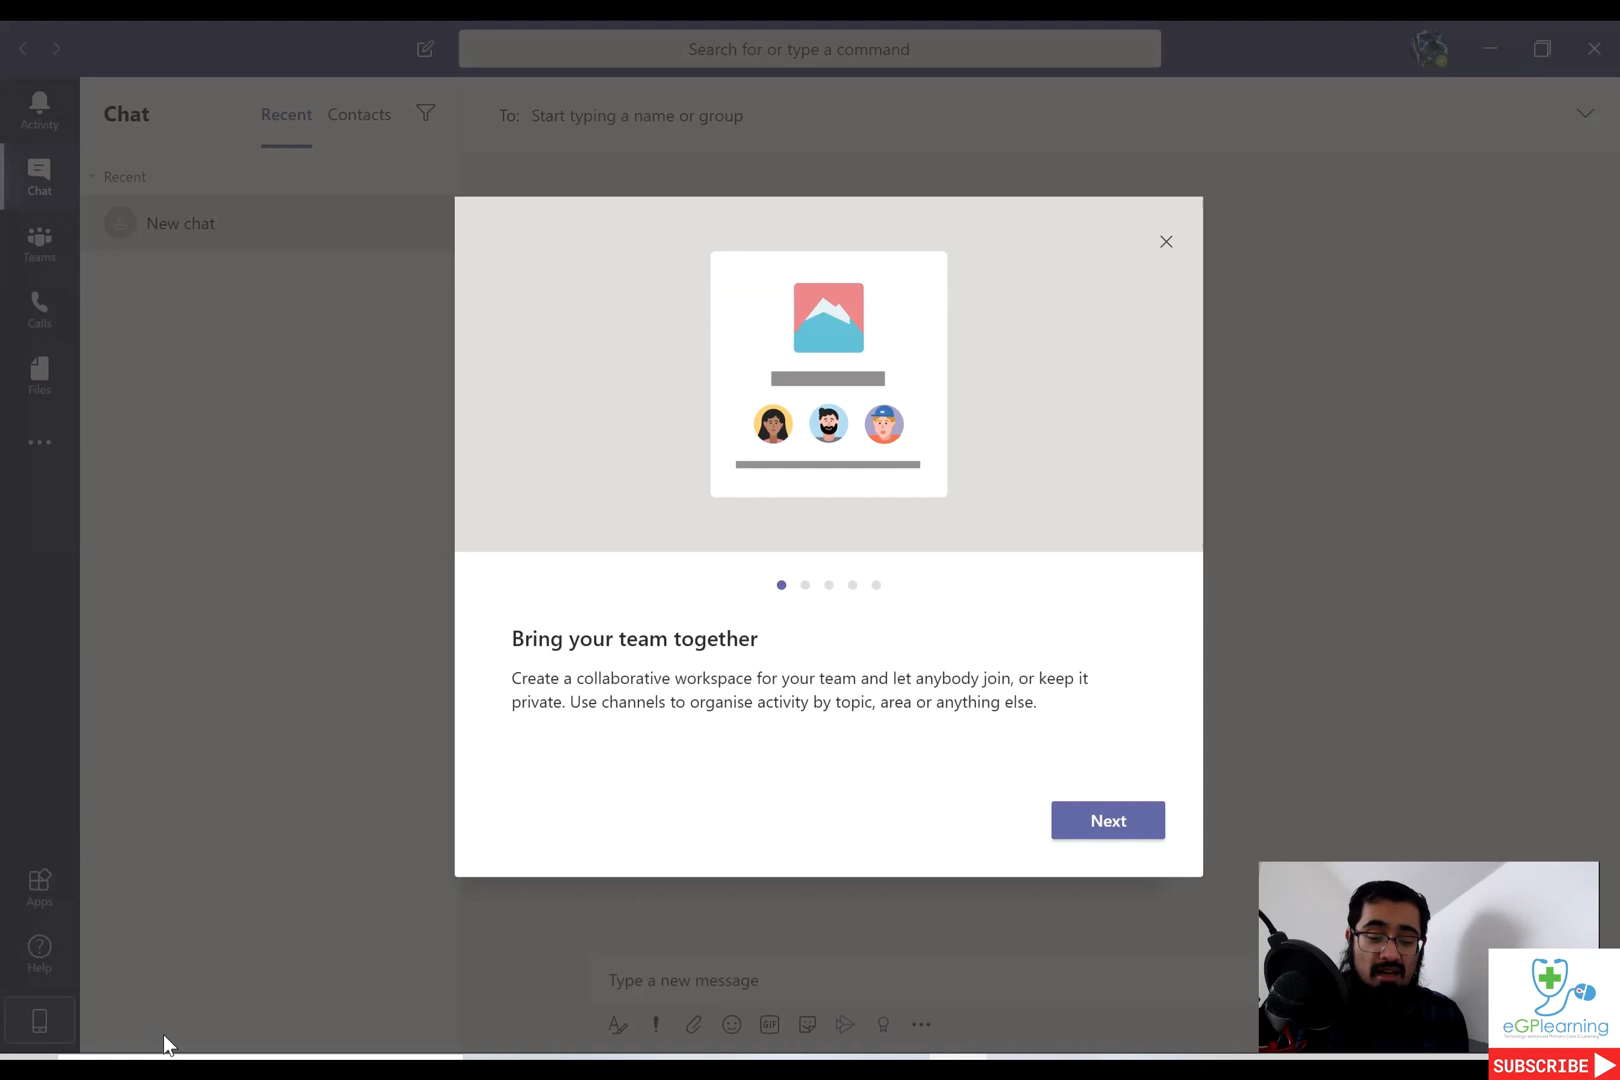 Search for or type a command
Activity
Chat
Recent
Contacts
To:
Start typing a name or group
Recent
Chat
New chat
Teams
Calls
Files
Bring your team together
Create a collaborative workspace for your team and let anybody join, or keep it
private. Use channels to organise activity by topic, area or anything else.
Next
Apps
Help
Type a new message
GIF
eGPlearning
SUBSCRIBE